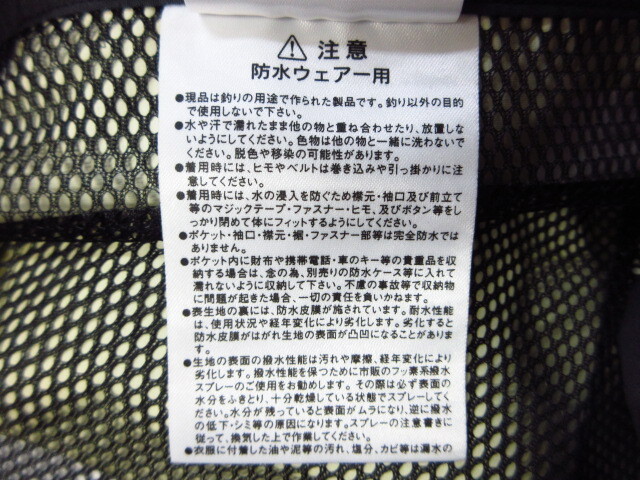 ⚠ 注意
防水ウェアー用
●現品は釣りの用途で作られた製品です。釣り以外の目的
で使用しないで下さい。
●水や汗で濡れたまま他の物と重ね合わせたり、放置しな
いようにしてください。色物は他の物と一緒に洗わないで
ください。脱色や移染の可能性があります。
●着用時には、ヒモやベルトは巻き込みや引っ掛かりに注
意してください。
●着用時には、水の浸入を防ぐため襟元・袖口及び前立て
等のマジックテープ・ファスナー・ヒモ、及びボタン等をし
っかり閉めて体にフィットするようにしてください。
●ポケット・袖口・襟元・裾・ファスナー部等は完全防水では
ありません。
●ポケット内に財布や携帯電話・車のキー等の貴重品を収
納する場合は、念の為、別売りの防水ケース等に入れて
濡れないように収納して下さい。不慮の事故等で収納物
に問題が起きた場合、一切の責任を負いかねます。
●表生地の裏には、防水皮膜が施されています。耐水性能
は、使用状況や経年変化により劣化します。劣化すると
防水皮膜がはがれ生地の表面が凸凹になることがありま
す。
●生地の表面の撥水性能は汚れや摩擦、経年変化により
劣化します。撥水性能を保つために市販のフッ素系撥水
スプレーのご使用をお勧めします。その際は必ず表面の
水分をふきとり、十分乾燥している状態でスプレーしてく
ださい。水分が残っていると表面がムラになり、逆に撥水
の低下・シミ等の原因になります。スプレーの注意書きに
従って、換気した上で作業してください。
●衣服に付着した油や泥等の汚れ、塩分、カビ等は漏水の